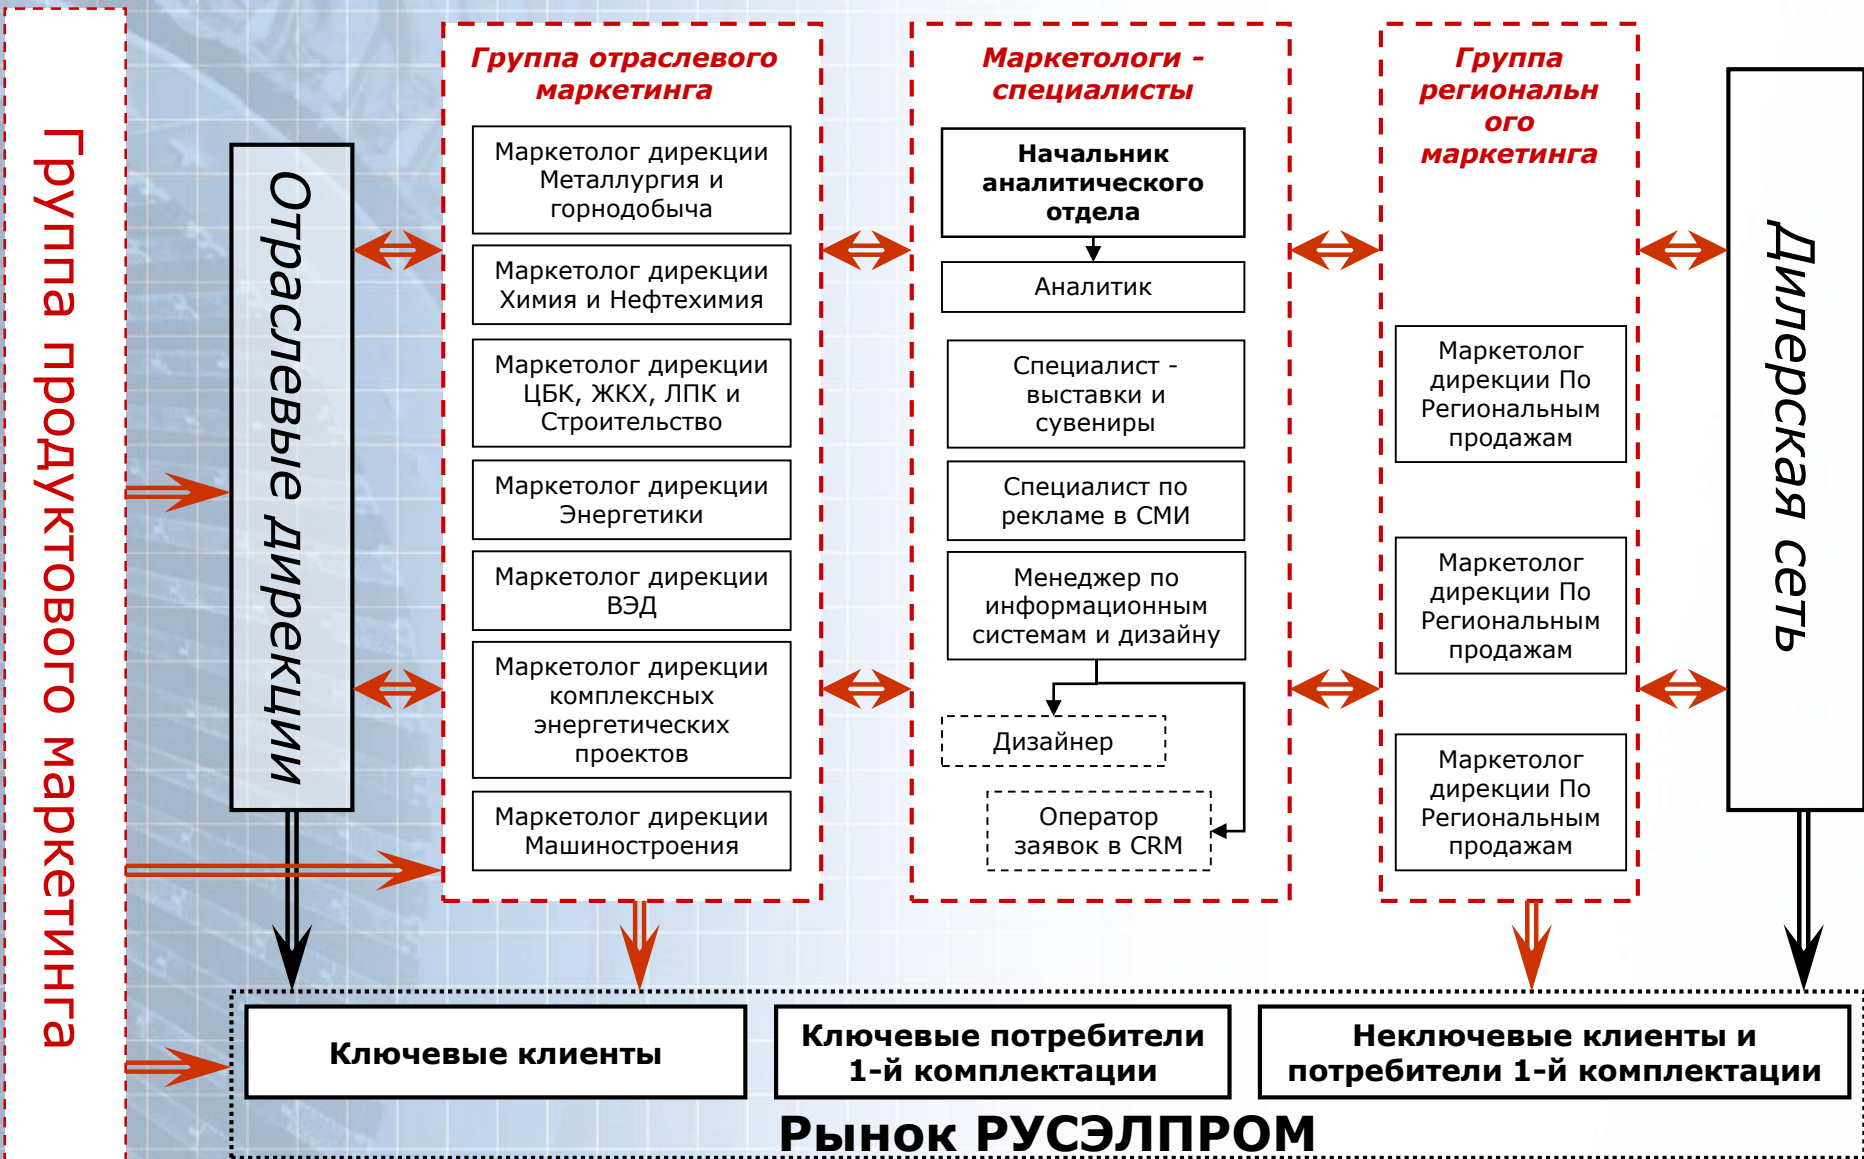 Группа продуктового маркетинга
Отраслевые дирекции
Группа отраслевого
маркетинга
Маркетолог дирекции
Металлургия и
горнодобыча
Маркетолог дирекции
Химия и Нефтехимия
Маркетолог дирекции
ЦБК, ЖКХ, ЛПК и
Строительство
Маркетолог дирекции
Энергетики
Маркетолог дирекции
ВЭД
Маркетолог дирекции
комплексных
энергетических
проектов
Маркетолог дирекции
Машиностроения
Маркетологи -
специалисты
Начальник
аналитического
отдела
Аналитик
Специалист -
выставки и
сувениры
Специалист по
рекламе в СМИ
Менеджер по
информационным
системам и дизайну
Дизайнер
Оператор
заявок в CRM
Группа
региональн
ого
маркетинга
Маркетолог
дирекции По
Региональным
продажам
Маркетолог
дирекции По
Региональным
продажам
Маркетолог
дирекции По
Региональным
продажам
Дилерская сеть
Ключевые клиенты
Ключевые потребители
1-й комплектации
Неключевые клиенты и
потребители 1-й комплектации
Рынок РУСЭЛПРОМ